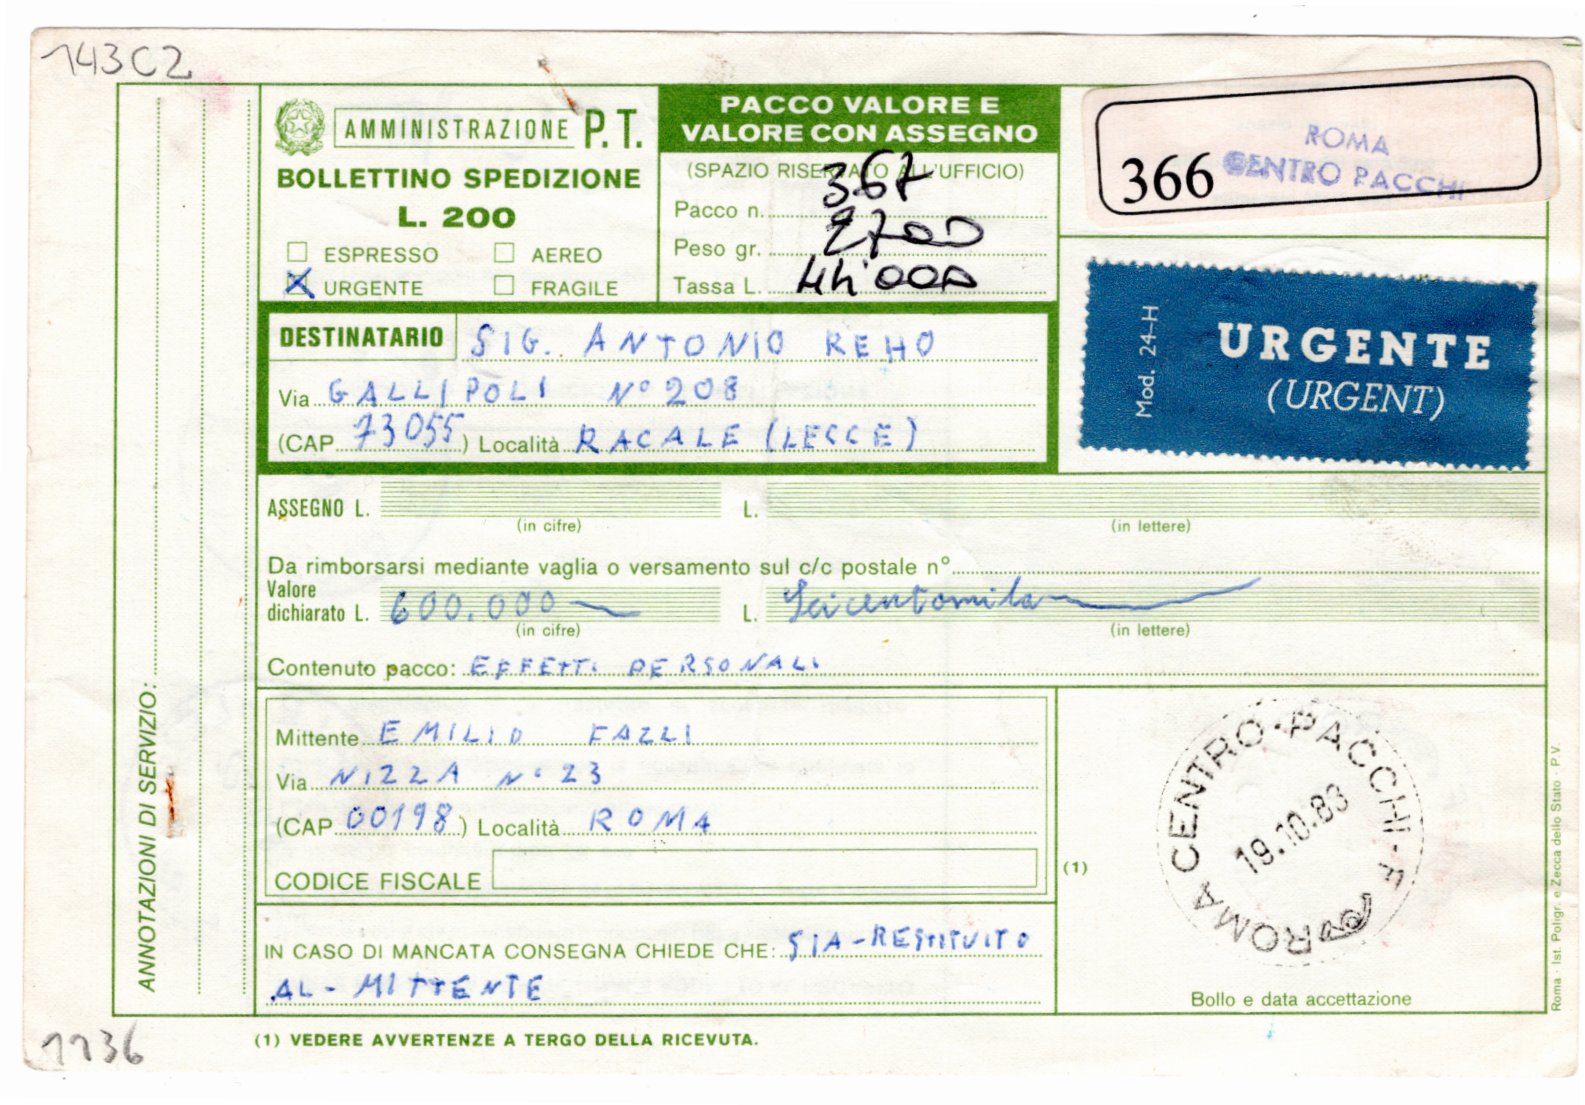 143C2
AMMINISTRAZIONE P.T.
BOLLETTINO SPEDIZIONE
L. 200
ESPRESSO AEREO
URGENTE FRAGILE
PACCO VALORE E
VALORE CON ASSEGNO
(SPAZIO RISERVATO ALL'UFFICIO)
Pacco n. 367
Peso gr. 2700
Tassa L. 44'000
366 ROMA
CENTRO PACCHI
Mod. 24-H
URGENTE
(URGENT)
DESTINATARIO SIG. ANTONIO REHO
Via GALLIPOLI N° 208
(CAP 73055) Località RACALE (LECCE)
ASSEGNO L. L.
(in cifre) (in lettere)
Da rimborsarsi mediante vaglia o versamento sul c/c postale n°
Valore
dichiarato L. 600.000 L. Seicentomila
(in cifre) (in lettere)
Contenuto pacco: EFFETTI PERSONALI
Mittente EMILIO FAZZI
Via NIZZA N° 23
(CAP 00198) Località ROMA
CODICE FISCALE
IN CASO DI MANCATA CONSEGNA CHIEDE CHE: SIA-RESTITUITO
AL-MITTENTE
(1)
ROMA CENTRO·PACCHI-F ROMA
19.10.83
Bollo e data accettazione
ANNOTAZIONI DI SERVIZIO:
Roma - Ist. Poligr. e Zecca dello Stato - P.V.
(1) VEDERE AVVERTENZE A TERGO DELLA RICEVUTA.
1136